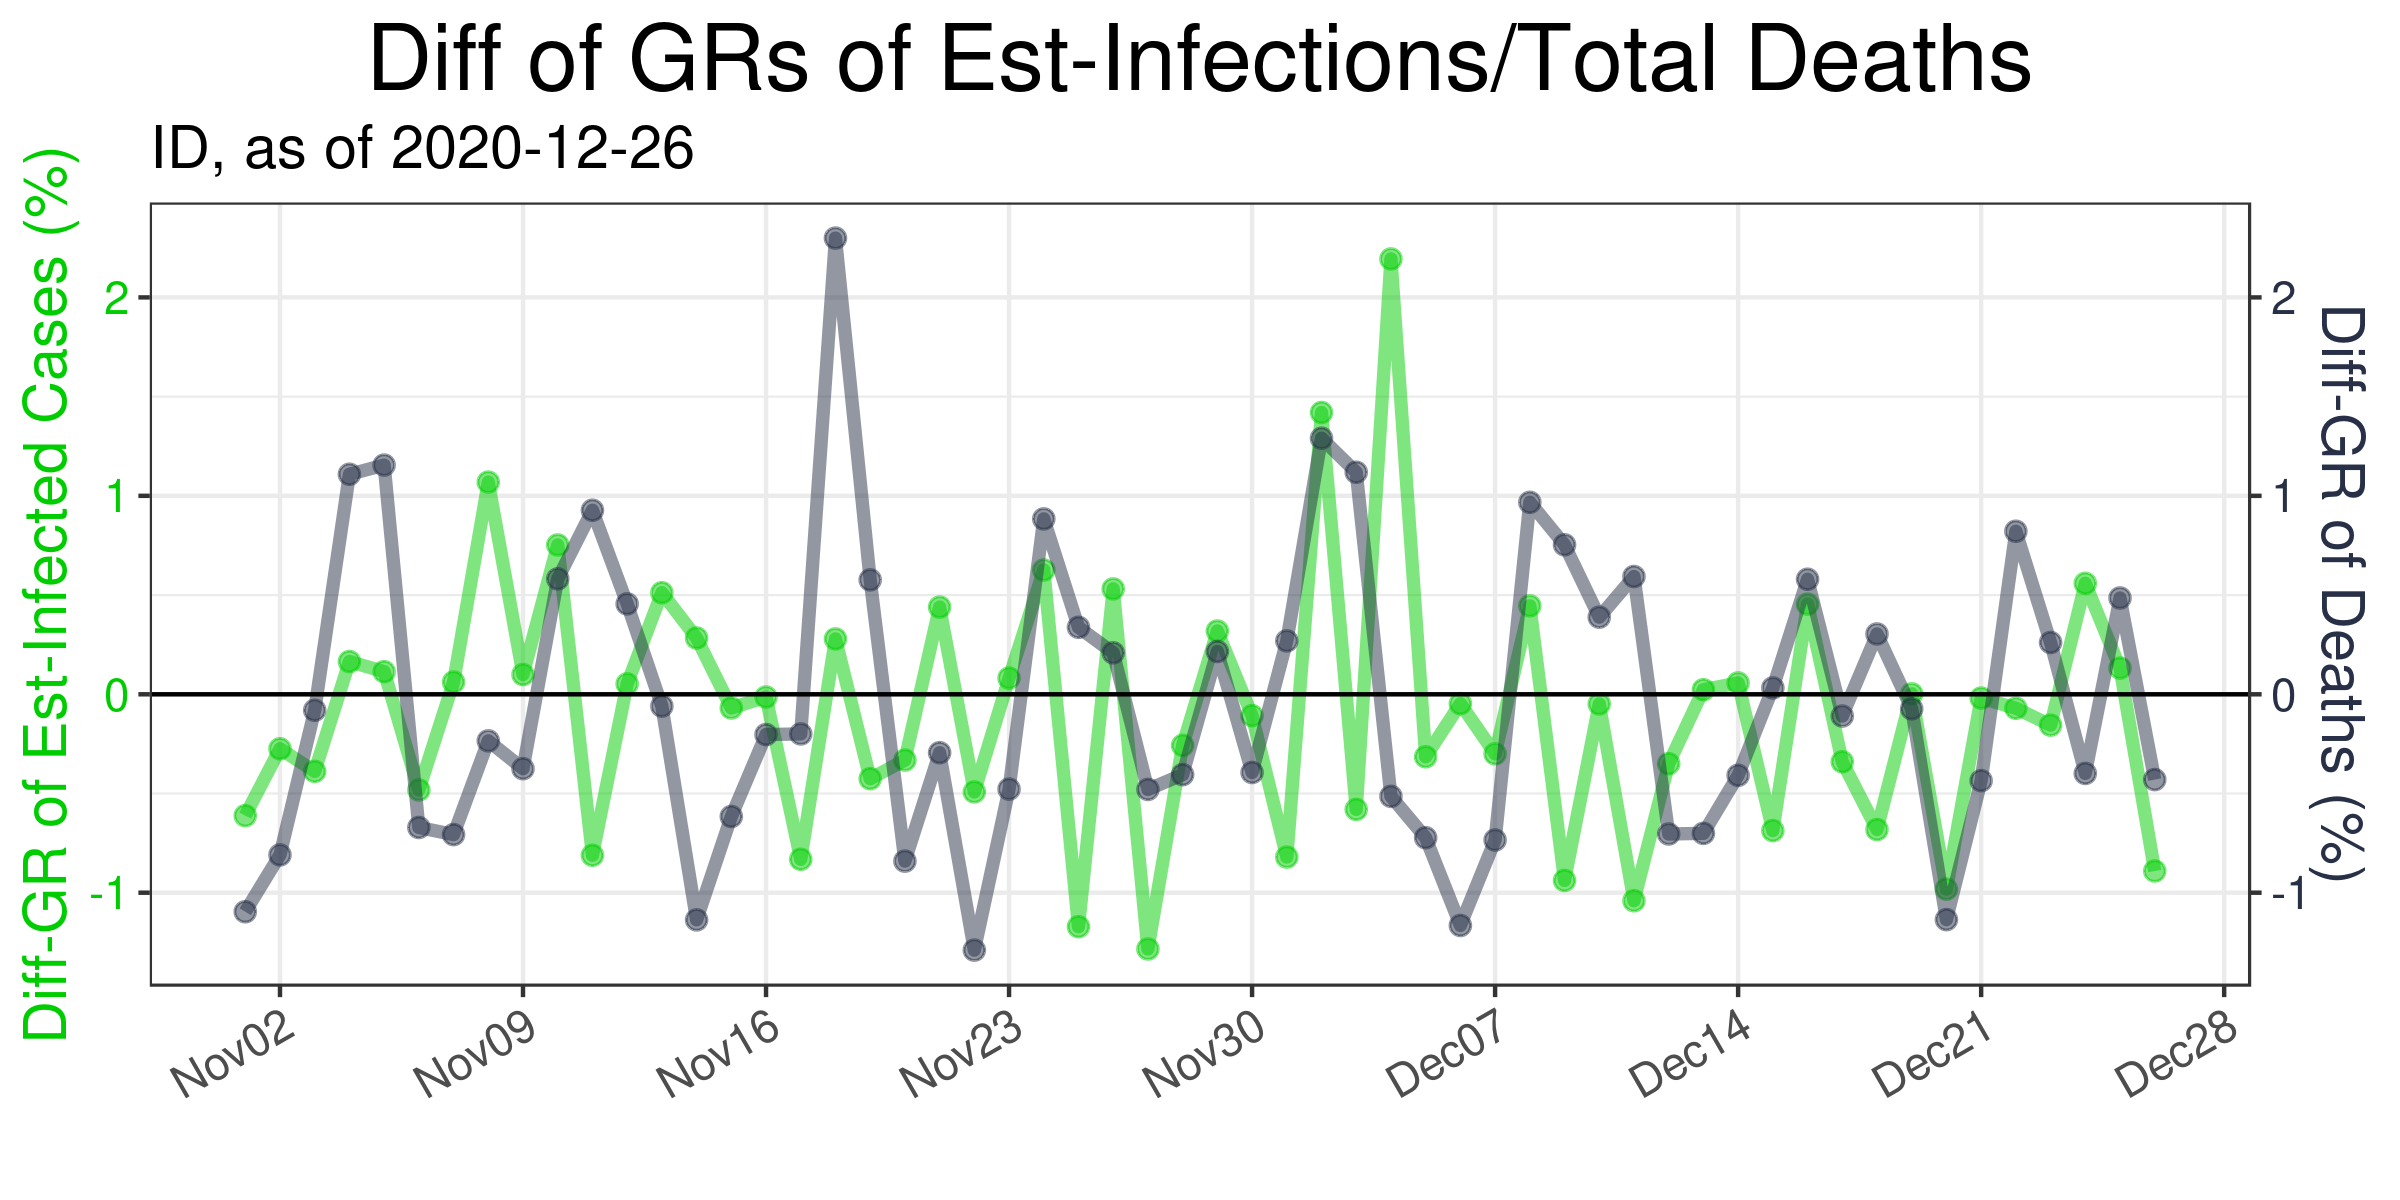 Diff of GRs of Est-Infections/Total Deaths
ID, as of 2020-12-26
Diff-GR of Est-Infected Cases (%)
2
1
0
-1
2
1
0
-1
Diff-GR of Deaths (%)
Nov02
Nov09
Nov16
Nov23
Nov30
Dec07
Dec14
Dec21
Dec28